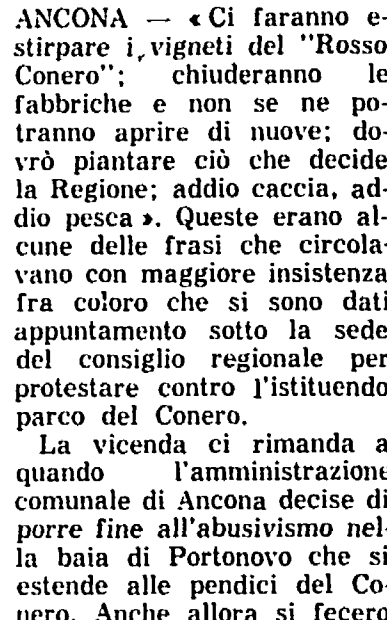 ANCONA — «Ci faranno e-
stirpare i vigneti del "Rosso
Conero"; chiuderanno le
fabbriche e non se ne po-
tranno aprire di nuove; do-
vrò piantare ciò che decide
la Regione; addio caccia, ad-
dio pesca». Queste erano al-
cune delle frasi che circola-
vano con maggiore insistenza
fra coloro che si sono dati
appuntamento sotto la sede
del consiglio regionale per
protestare contro l'istituendo
parco del Conero.
La vicenda ci rimanda a
quando l'amministrazione
comunale di Ancona decise di
porre fine all'abusivismo nel-
la baia di Portonovo che si
estende alle pendici del Co-
nero. Anche allora si fecero